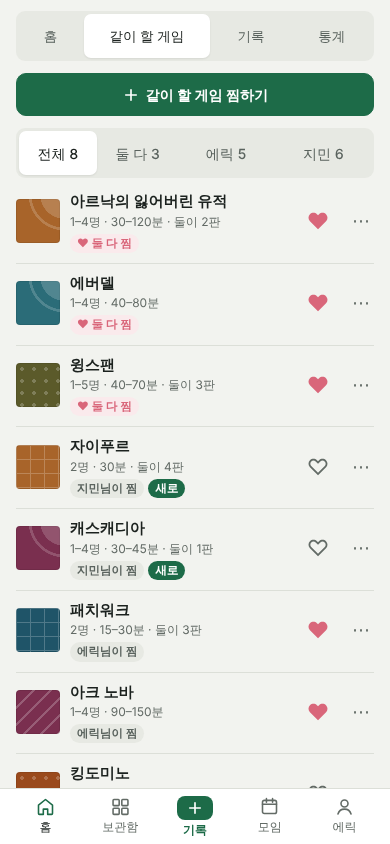 홈 같이 할 게임 기록 통계
+ 같이 할 게임 찜하기
전체 8 둘 다 3 에릭 5 지민 6
아르낙의 잃어버린 유적
1–4명 · 30–120분 · 둘이 2판
둘 다 찜
에버델
1–4명 · 40–80분
둘 다 찜
윙스팬
1–5명 · 40–70분 · 둘이 3판
둘 다 찜
자이푸르
2명 · 30분 · 둘이 4판
지민님이 찜 새로
캐스캐디아
1–4명 · 30–45분 · 둘이 1판
지민님이 찜 새로
패치워크
2명 · 15–30분 · 둘이 3판
에릭님이 찜
아크 노바
1–4명 · 90–150분
에릭님이 찜
킹도미노
홈 보관함 기록 모임 에릭